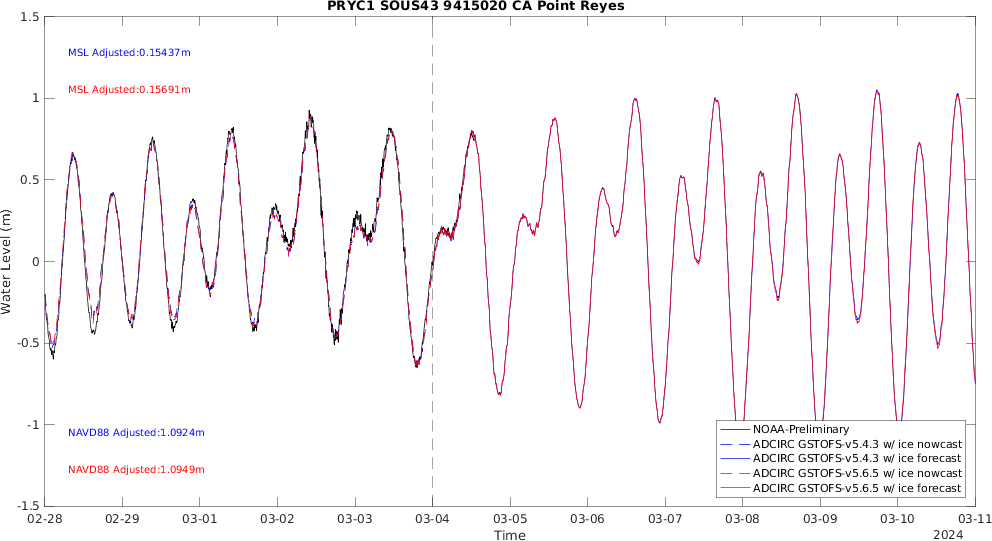 PRYC1 SOUS43 9415020 CA Point Reyes
1.5
MSL Adjusted:0.15437m
MSL Adjusted:0.15691m
1
0.5
0
-0.5
-1
-1.5
Water Level (m)
NAVD88 Adjusted:1.0924m
NAVD88 Adjusted:1.0949m
NOAA-Preliminary
ADCIRC GSTOFS-v5.4.3 w/ ice nowcast
ADCIRC GSTOFS-v5.4.3 w/ ice forecast
ADCIRC GSTOFS-v5.6.5 w/ ice nowcast
ADCIRC GSTOFS-v5.6.5 w/ ice forecast
02-28 02-29 03-01 03-02 03-03 03-04 03-05 03-06 03-07 03-08 03-09 03-10 03-11
Time
2024